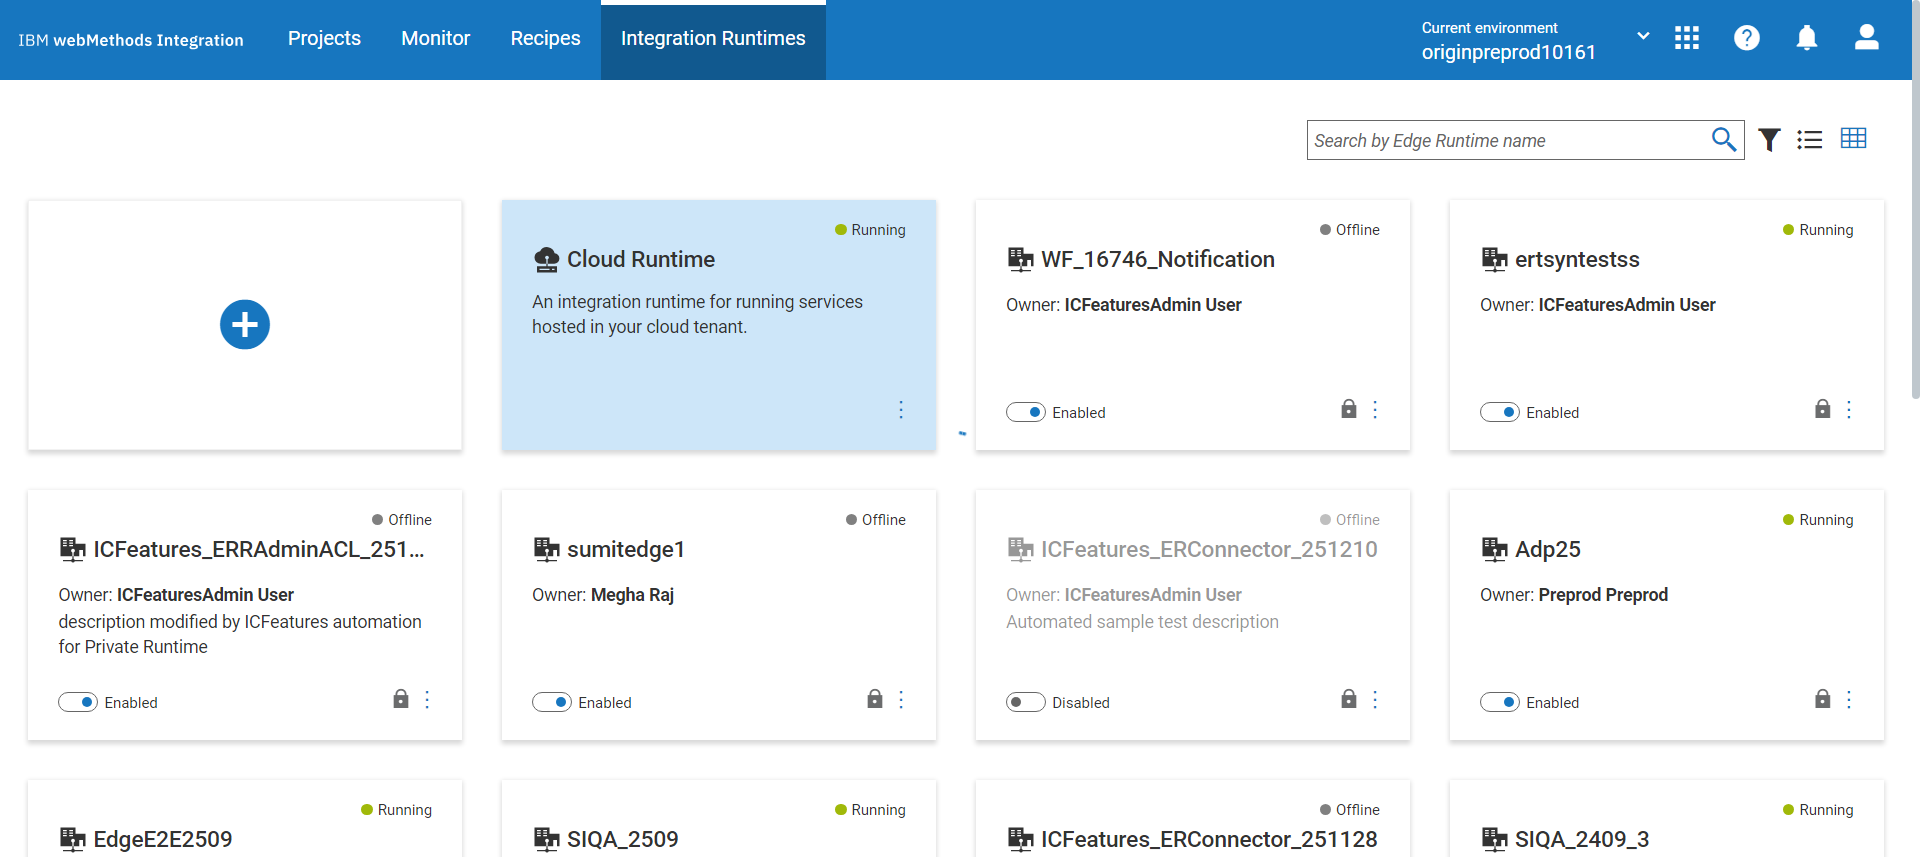 IBM webMethods Integration
Projects
Monitor
Recipes
Integration Runtimes
Current environment
originpreprod10161
Search by Edge Runtime name
Running
Cloud Runtime
An integration runtime for running services
hosted in your cloud tenant.
Offline
WF_16746_Notification
Owner: ICFeaturesAdmin User
Enabled
Running
ertsyntestss
Owner: ICFeaturesAdmin User
Enabled
Offline
ICFeatures_ERRAdminACL_251...
Owner: ICFeaturesAdmin User
description modified by ICFeatures automation
for Private Runtime
Enabled
Offline
sumitedge1
Owner: Megha Raj
Enabled
Offline
ICFeatures_ERConnector_251210
Owner: ICFeaturesAdmin User
Automated sample test description
Disabled
Running
Adp25
Owner: Preprod Preprod
Enabled
Running
EdgeE2E2509
Running
SIQA_2509
Offline
ICFeatures_ERConnector_251128
Running
SIQA_2409_3